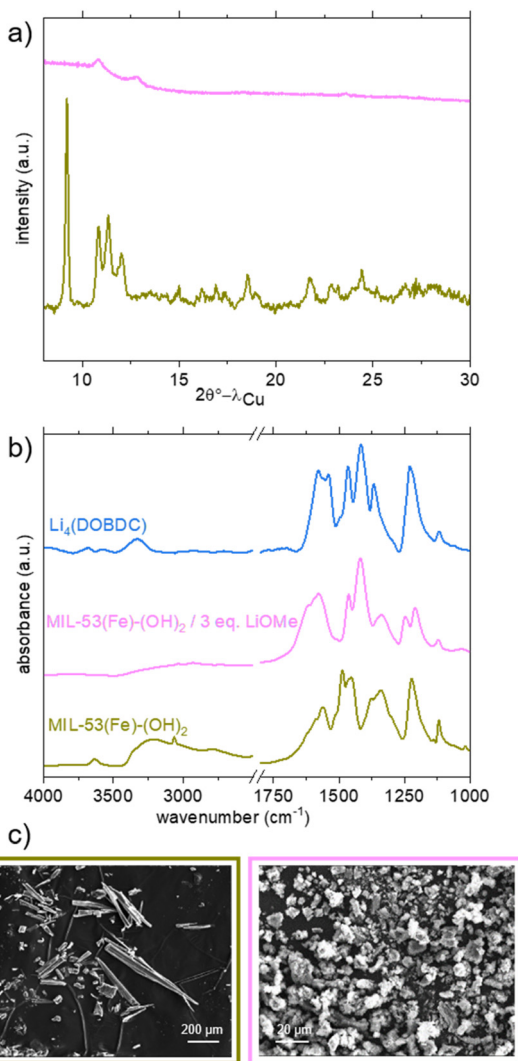 a)
intensity (a.u.)
10 15 20 25 30
2θ°−λCu
b)
Li₄(DOBDC)
MIL-53(Fe)-(OH)₂ / 3 eq. LiOMe
MIL-53(Fe)-(OH)₂
absorbance (a.u.)
4000 3500 3000 1750 1500 1250 1000
wavenumber (cm⁻¹)
c)
200 µm
20 µm